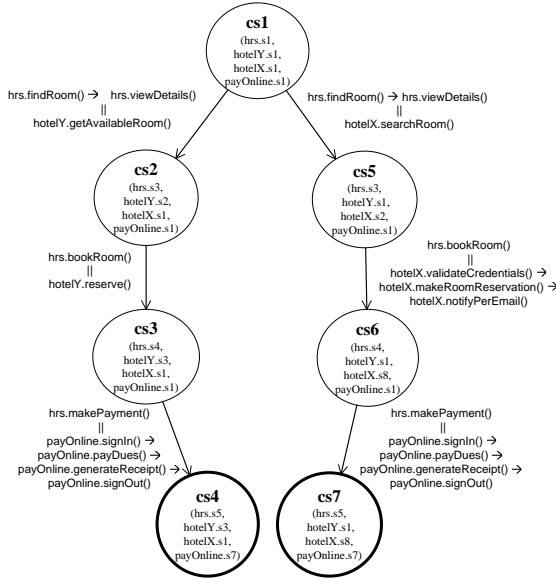 cs1
(hrs.s1,
hotelY.s1,
hotelX.s1,
payOnline.s1)
hrs.findRoom() → hrs.viewDetails()
||
hotelY.getAvailableRoom()
hrs.findRoom() → hrs.viewDetails()
||
hotelX.searchRoom()
cs2
(hrs.s3,
hotelY.s2,
hotelX.s1,
payOnline.s1)
cs5
(hrs.s3,
hotelY.s1,
hotelX.s2,
payOnline.s1)
hrs.bookRoom()
||
hotelY.reserve()
hrs.bookRoom()
||
hotelX.validateCredentials() →
hotelX.makeRoomReservation() →
hotelX.notifyPerEmail()
cs3
(hrs.s4,
hotelY.s3,
hotelX.s1,
payOnline.s1)
cs6
(hrs.s4,
hotelY.s1,
hotelX.s8,
payOnline.s1)
hrs.makePayment()
||
payOnline.signIn() →
payOnline.payDues() →
payOnline.generateReceipt() →
payOnline.signOut()
hrs.makePayment()
||
payOnline.signIn() →
payOnline.payDues() →
payOnline.generateReceipt() →
payOnline.signOut()
cs4
(hrs.s5,
hotelY.s3,
hotelX.s1,
payOnline.s7)
cs7
(hrs.s5,
hotelY.s1,
hotelX.s8,
payOnline.s7)